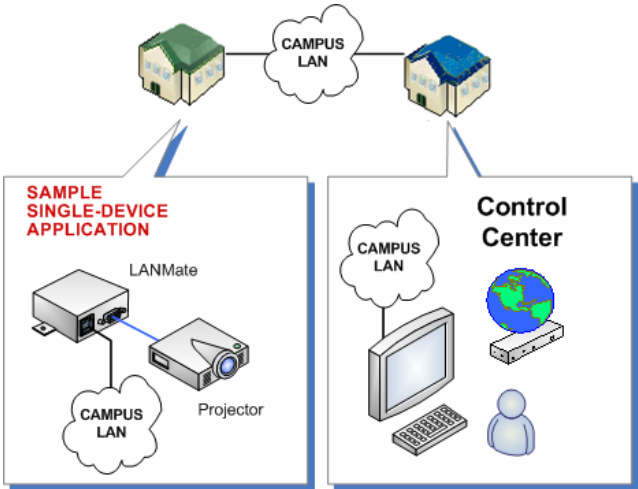 CAMPUS
LAN
SAMPLE
SINGLE-DEVICE
APPLICATION
LANMate
Projector
CAMPUS
LAN
Control
Center
CAMPUS
LAN